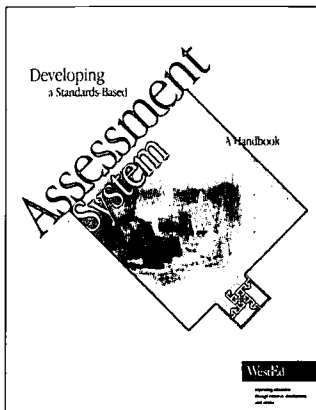 Developing
a Standards-Based
Assessment
System
A Handbook
WestEd